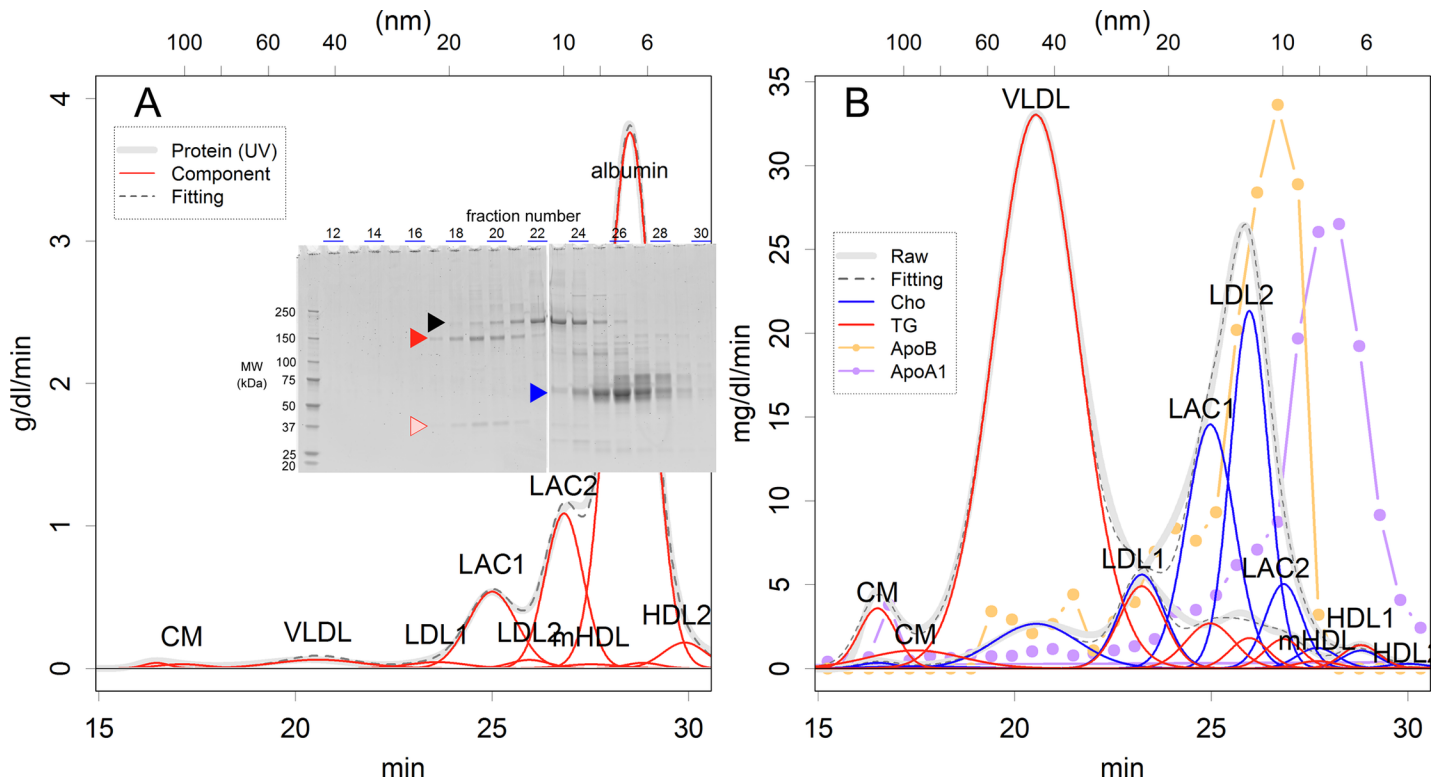 (nm)
100 60 40 20 10 6
A
4
3
2
1
0
g/dl/min
Protein (UV)
Component
Fitting
albumin
fraction number
12 14 16 18 20 22 24 26 28 30
250
150
100
75
50
37
25
20
MW
(kDa)
LAC2
LAC1
HDL2
CM VLDL LDL1 LDL2 mHDL
15 20 25 30
min
(nm)
100 60 40 20 10 6
B
35
30
25
20
15
10
5
0
mg/dl/min
VLDL
Raw
Fitting
Cho
TG
ApoB
ApoA1
LDL2
LAC1
LDL1
LAC2
CM
HDL1
CM
mHDL
HDL2
15 20 25 30
min